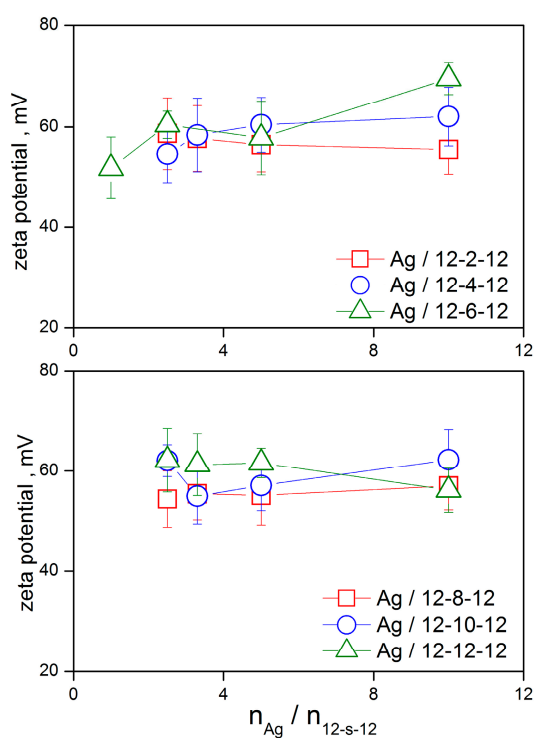 80
60
40
20
zeta potential , mV
Ag / 12-2-12
Ag / 12-4-12
Ag / 12-6-12
0 4 8 12
80
60
40
20
zeta potential ,mV
Ag / 12-8-12
Ag / 12-10-12
Ag / 12-12-12
0 4 8 12
n_Ag / n_12-s-12